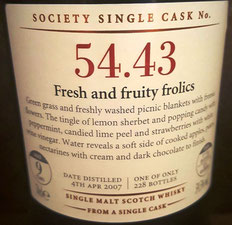 SOCIETY SINGLE CASK No.
54.43
Fresh and fruity frolics
Green grass and freshly washed picnic blankets with
flowers. The tingle of lemon sherbet and popping candy with
peppermint, candied lime peel and strawberries with
vinegar. Water reveals a soft side of cooked apples,
nectarines with cream and dark chocolate to finish.
9
DATE DISTILLED
4TH APR 2007
ONE OF ONLY
228 BOTTLES
SINGLE MALT SCOTCH WHISKY
FROM A SINGLE CASK